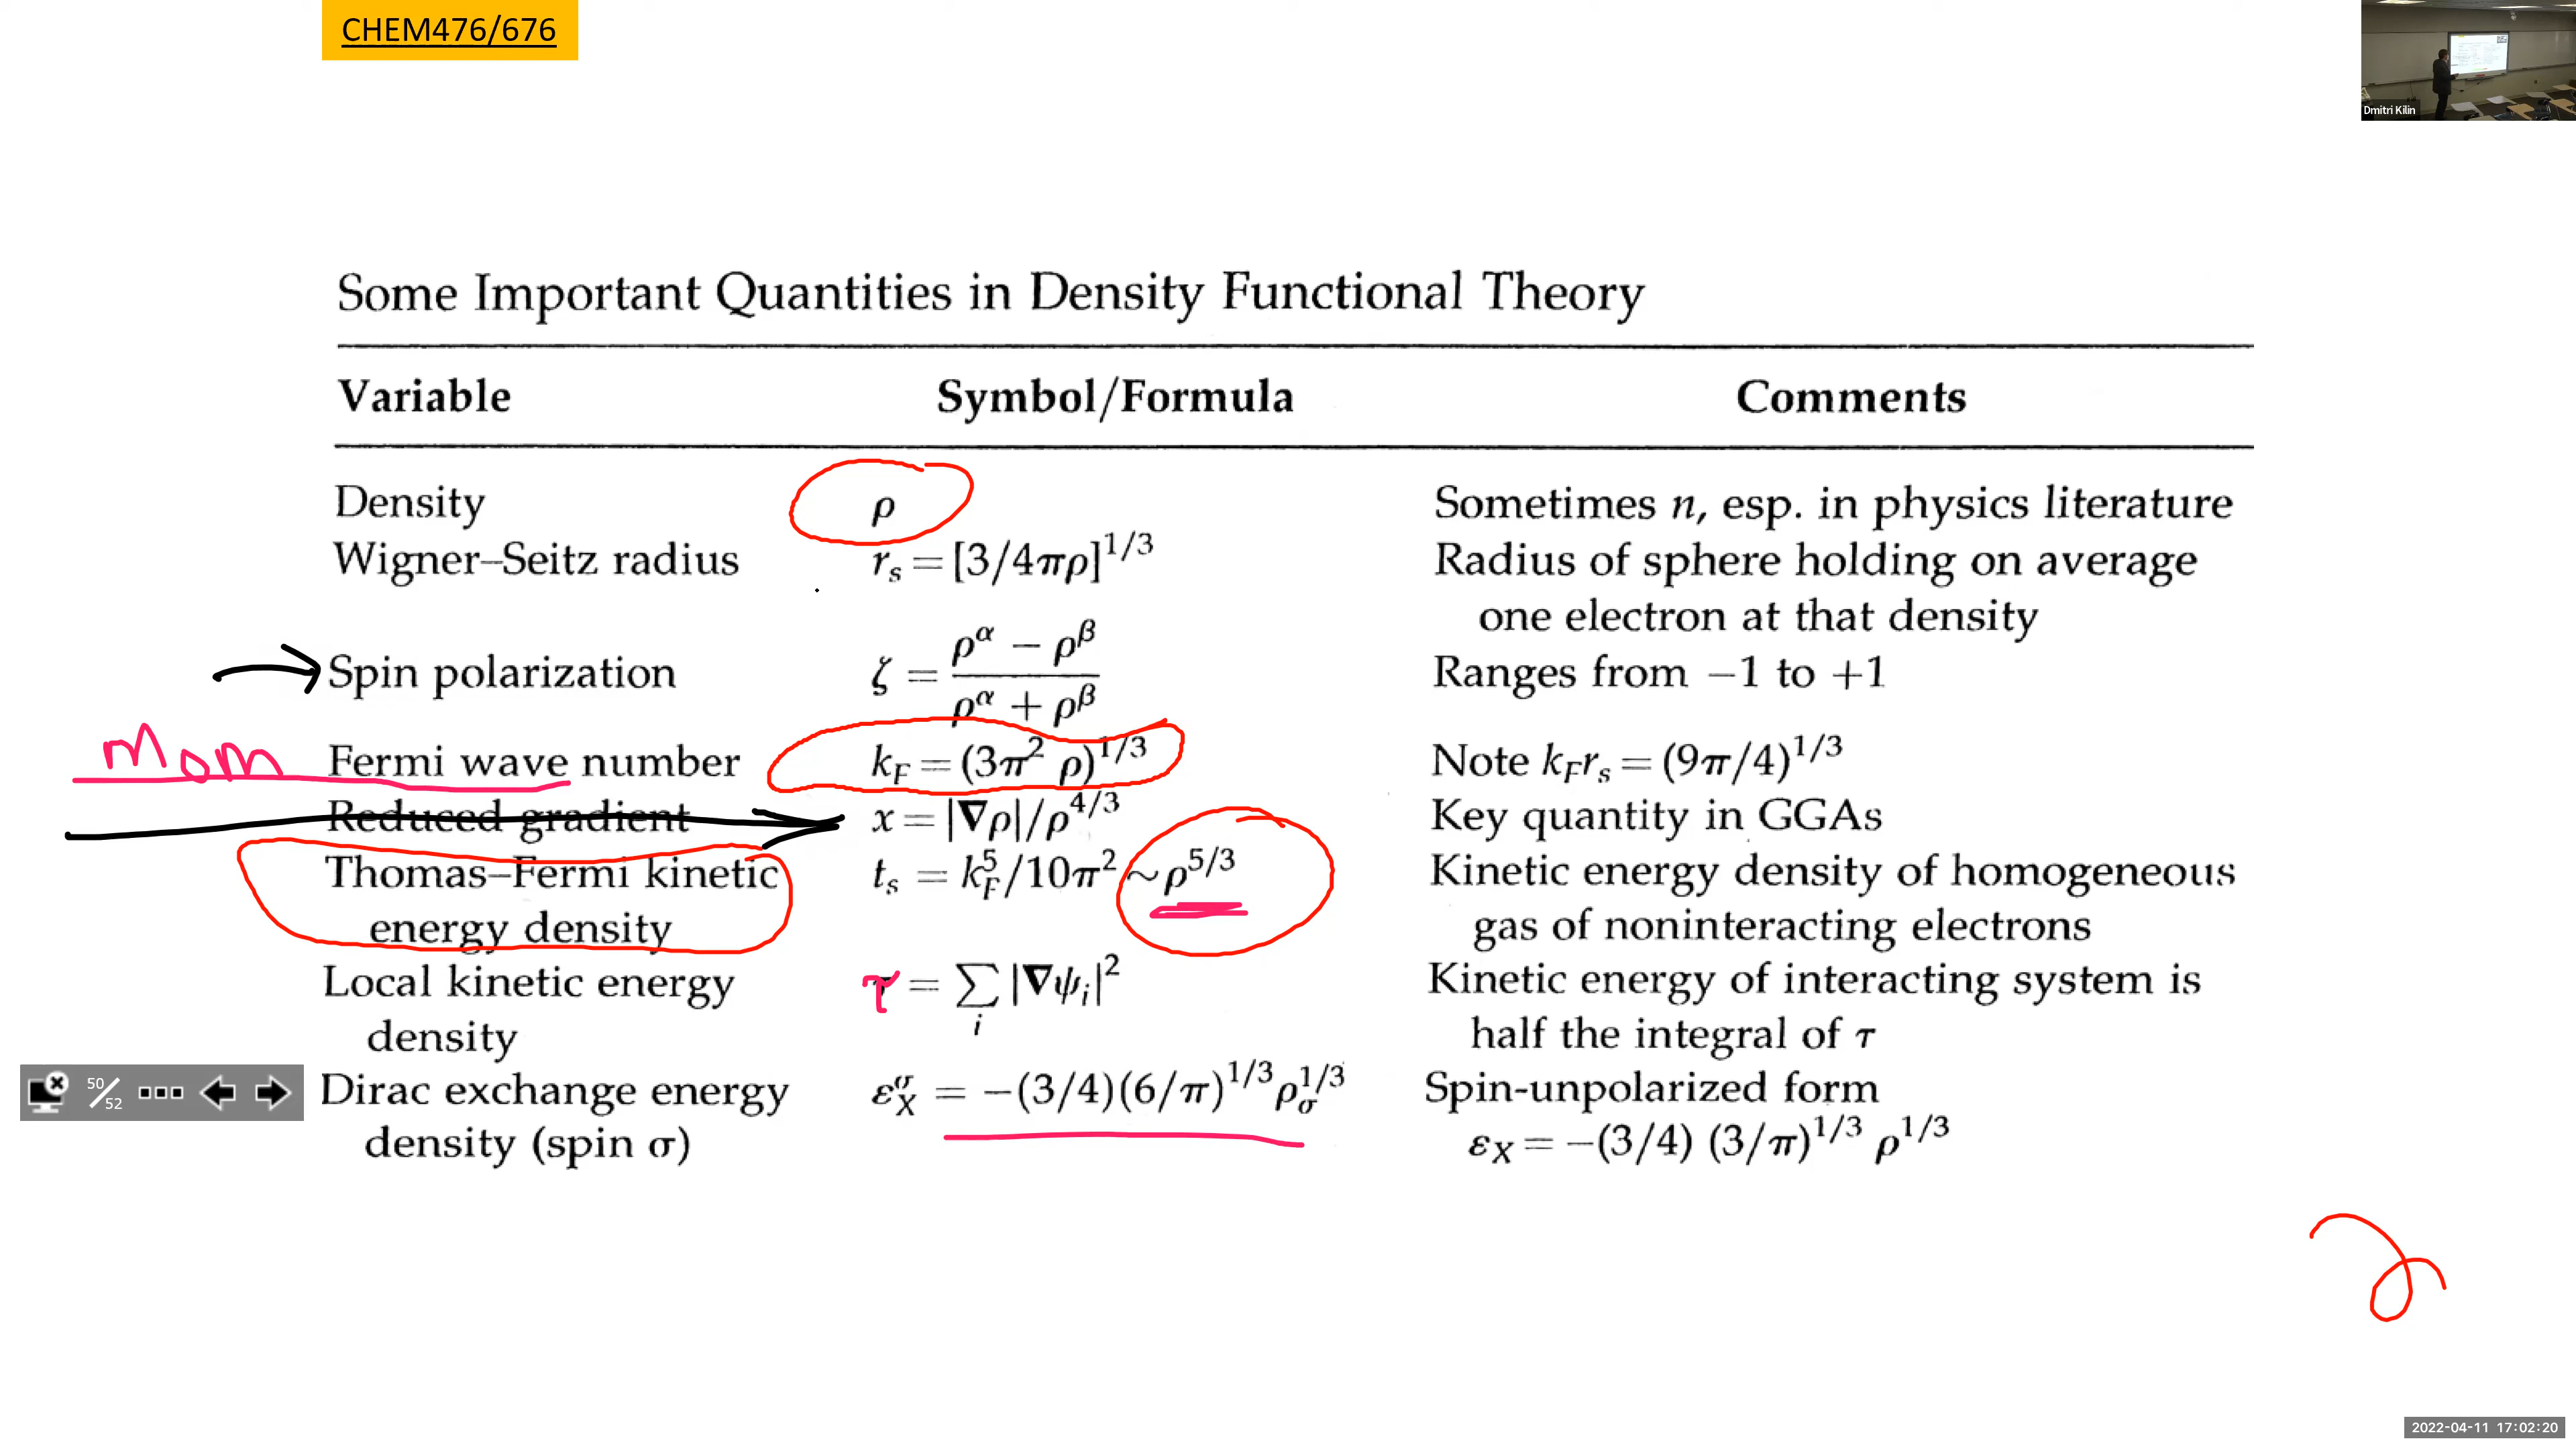 CHEM476/676
Dmitri Kilin
Some Important Quantities in Density Functional Theory
Variable Symbol/Formula Comments
Density ρ Sometimes n, esp. in physics literature
Wigner–Seitz radius r_s = [3/4πρ]^{1/3} Radius of sphere holding on average
one electron at that density
Spin polarization ζ = (ρ^α − ρ^β)/(ρ^α + ρ^β) Ranges from −1 to +1
Mom Fermi wave number k_F = (3π² ρ)^{1/3} Note k_F r_s = (9π/4)^{1/3}
Reduced gradient x = |∇ρ|/ρ^{4/3} Key quantity in GGAs
Thomas–Fermi kinetic t_s = k_F^5/10π² ~ρ^{5/3} Kinetic energy density of homogeneous
energy density gas of noninteracting electrons
Local kinetic energy τ = ∑_i |∇ψ_i|² Kinetic energy of interacting system is
density half the integral of τ
50/52
Dirac exchange energy ε_X^σ = −(3/4)(6/π)^{1/3} ρ_σ^{1/3} Spin-unpolarized form
density (spin σ) ε_X = −(3/4) (3/π)^{1/3} ρ^{1/3}
2022-04-11 17:02:20